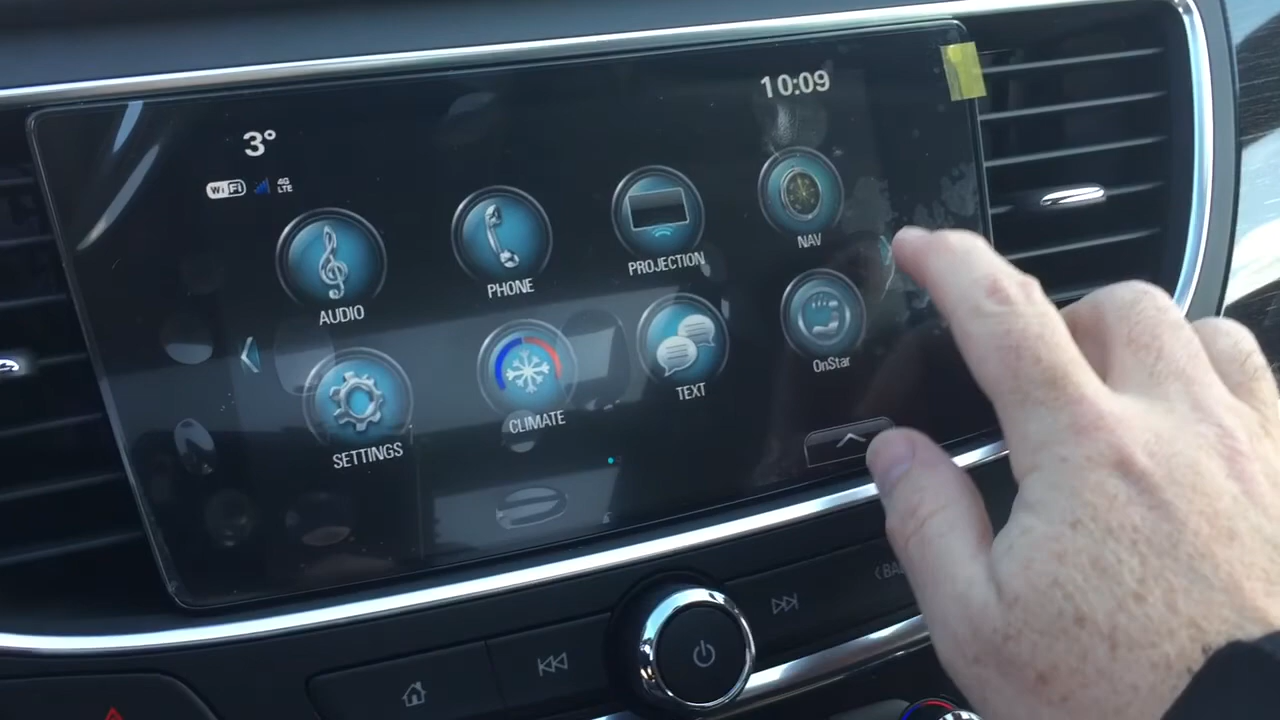 3°
10:09
WiFi 4G LTE
AUDIO
PHONE
PROJECTION
NAV
SETTINGS
CLIMATE
TEXT
OnStar